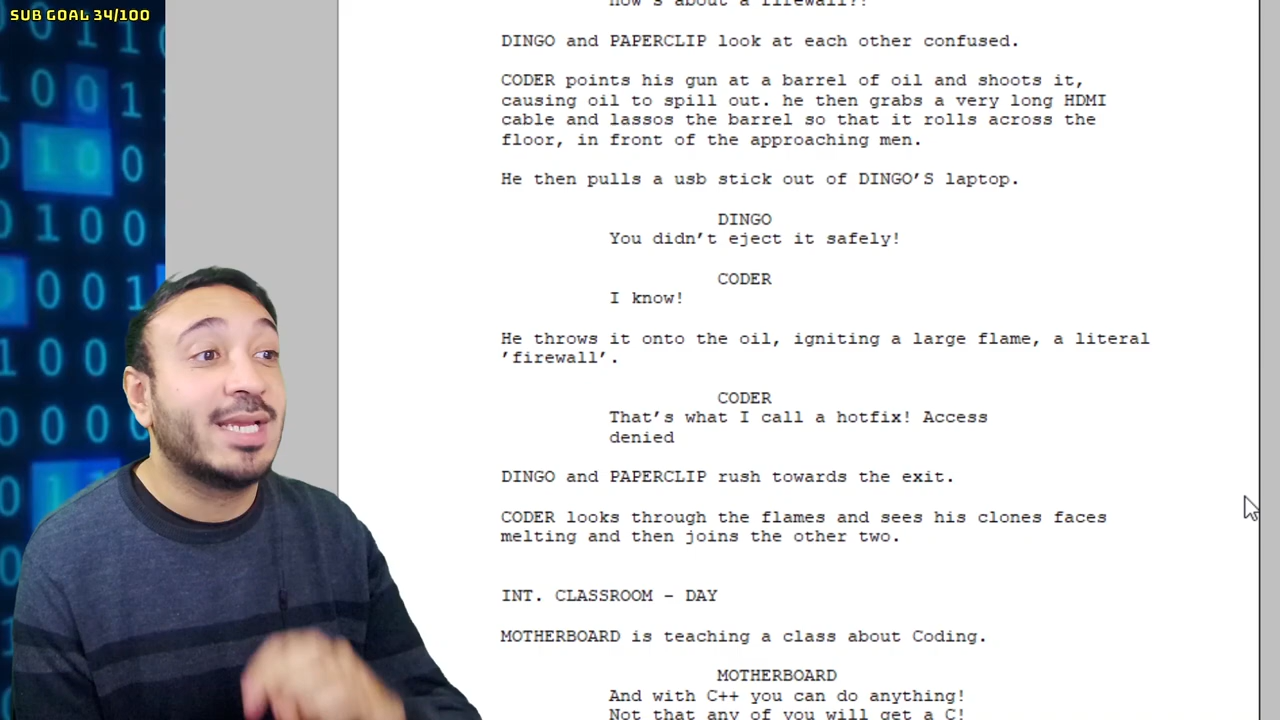 SUB GOAL 34/100
how's about a firewall?!
DINGO and PAPERCLIP look at each other confused.
CODER points his gun at a barrel of oil and shoots it,
causing oil to spill out. he then grabs a very long HDMI
cable and lassos the barrel so that it rolls across the
floor, in front of the approaching men.
He then pulls a usb stick out of DINGO'S laptop.
DINGO
You didn't eject it safely!
CODER
I know!
He throws it onto the oil, igniting a large flame, a literal
'firewall'.
CODER
That's what I call a hotfix! Access
denied
DINGO and PAPERCLIP rush towards the exit.
CODER looks through the flames and sees his clones faces
melting and then joins the other two.
INT. CLASSROOM - DAY
MOTHERBOARD is teaching a class about Coding.
MOTHERBOARD
And with C++ you can do anything!
Not that any of you will get a C!